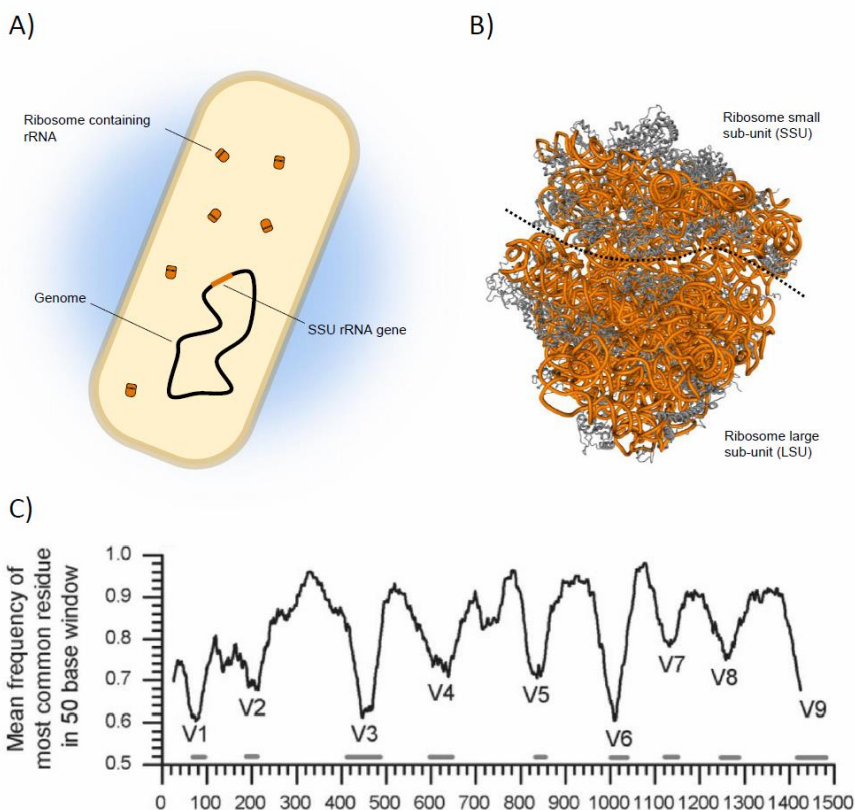 A)
B)
Ribosome containing
rRNA
Genome
SSU rRNA gene
Ribosome small
sub-unit (SSU)
Ribosome large
sub-unit (LSU)
C)
Mean frequency of
most common residue
in 50 base window
1.0
0.9
0.8
0.7
0.6
0.5
V1
V2
V3
V4
V5
V6
V7
V8
V9
0 100 200 300 400 500 600 700 800 900 1000 1100 1200 1300 1400 1500